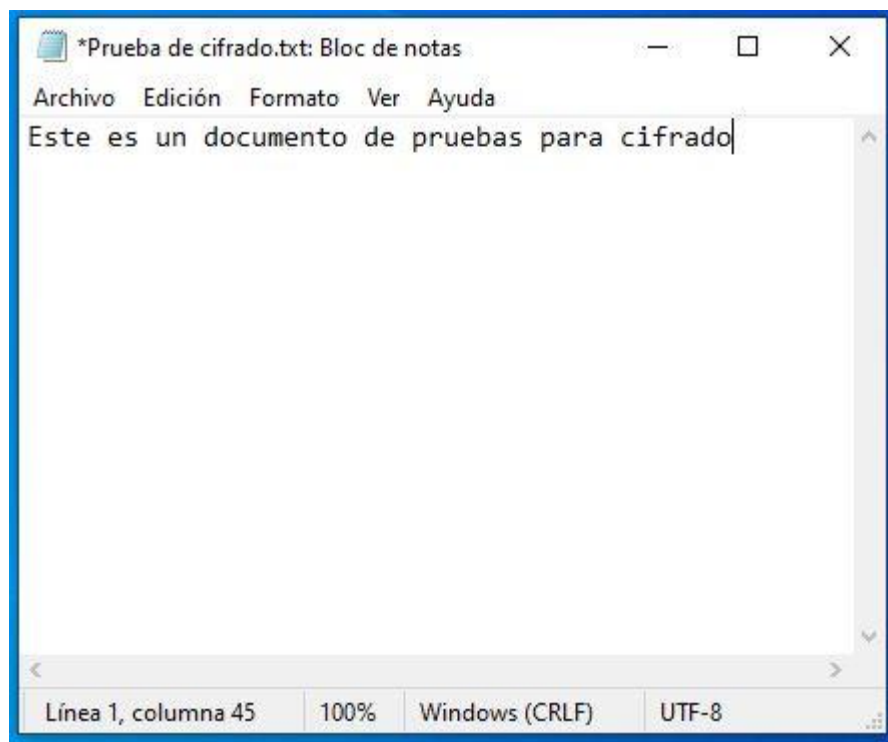 *Prueba de cifrado.txt: Bloc de notas
Archivo Edición Formato Ver Ayuda
Este es un documento de pruebas para cifrado
Línea 1, columna 45 100% Windows (CRLF) UTF-8